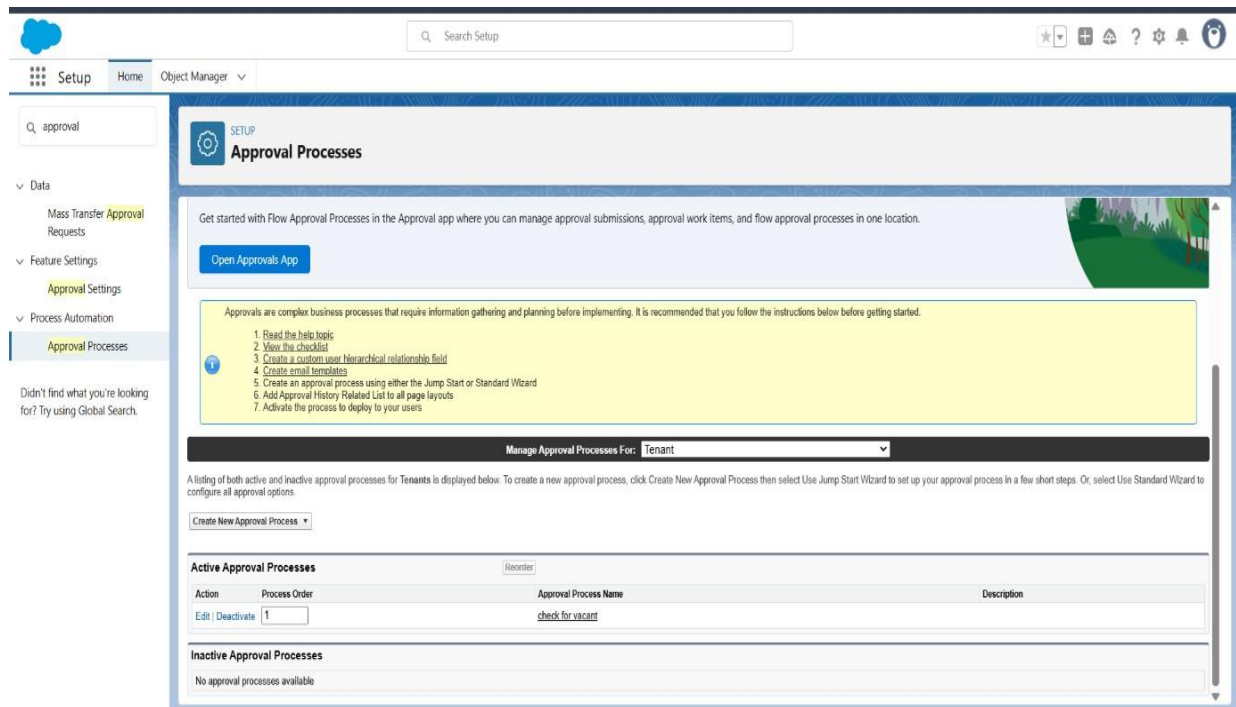 Search Setup
Setup
Home
Object Manager
approval
Data
Mass Transfer Approval
Requests
Feature Settings
Approval Settings
Process Automation
Approval Processes
Didn't find what you're looking
for? Try using Global Search.
SETUP
Approval Processes
Get started with Flow Approval Processes in the Approval app where you can manage approval submissions, approval work items, and flow approval processes in one location.
Open Approvals App
Approvals are complex business processes that require information gathering and planning before implementing. It is recommended that you follow the instructions below before getting started.
1. Read the help topic
2. View the checklist
3. Create a custom user hierarchical relationship field
4. Create email templates
5. Create an approval process using either the Jump Start or Standard Wizard
6. Add Approval History Related List to all page layouts
7. Activate the process to deploy to your users
Manage Approval Processes For: Tenant
A listing of both active and inactive approval processes for Tenants is displayed below. To create a new approval process, click Create New Approval Process then select Use Jump Start Wizard to set up your approval process in a few short steps. Or, select Use Standard Wizard to
configure all approval options.
Create New Approval Process
Active Approval Processes Reorder
Action Process Order Approval Process Name Description
Edit | Deactivate 1 check for vacant
Inactive Approval Processes
No approval processes available